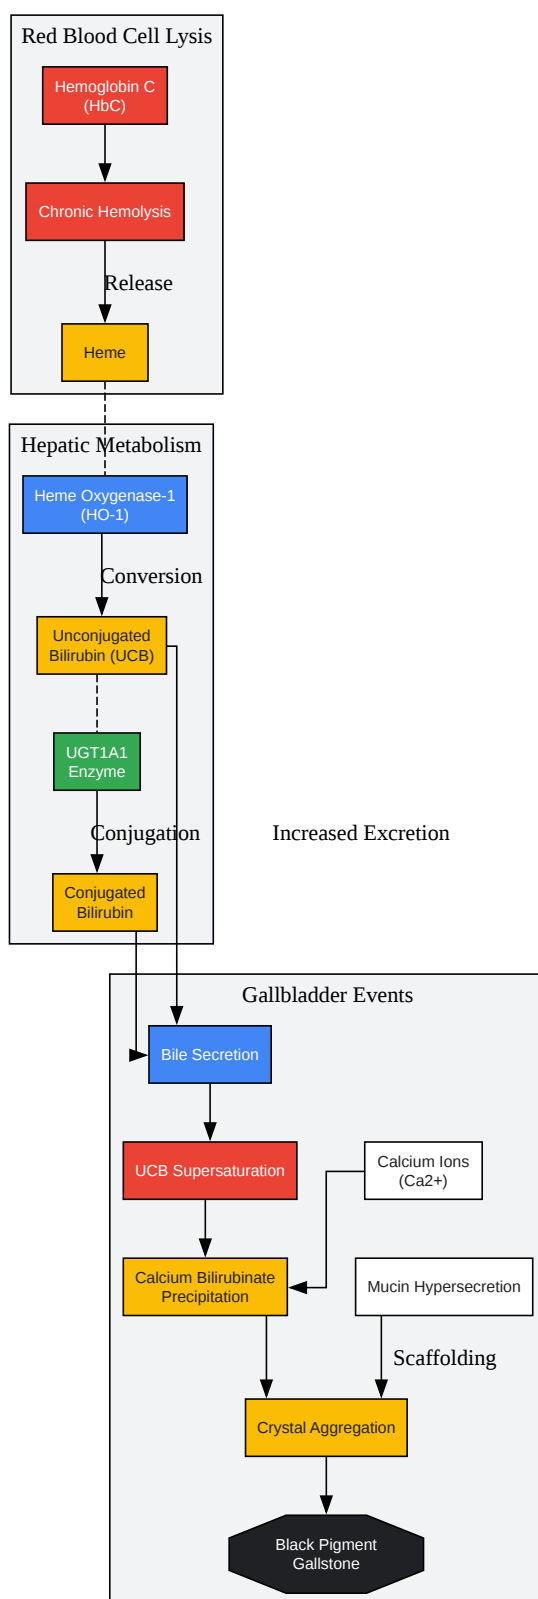 Red Blood Cell Lysis
Hemoglobin C
(HbC)
Chronic Hemolysis
Release
Heme
Hepatic Metabolism
Heme Oxygenase-1
(HO-1)
Conversion
Unconjugated
Bilirubin (UCB)
UGT1A1
Enzyme
Conjugation
Increased Excretion
Conjugated
Bilirubin
Gallbladder Events
Bile Secretion
UCB Supersaturation
Calcium Ions
(Ca2+)
Calcium Bilirubinate
Precipitation
Mucin Hypersecretion
Scaffolding
Crystal Aggregation
Black Pigment
Gallstone